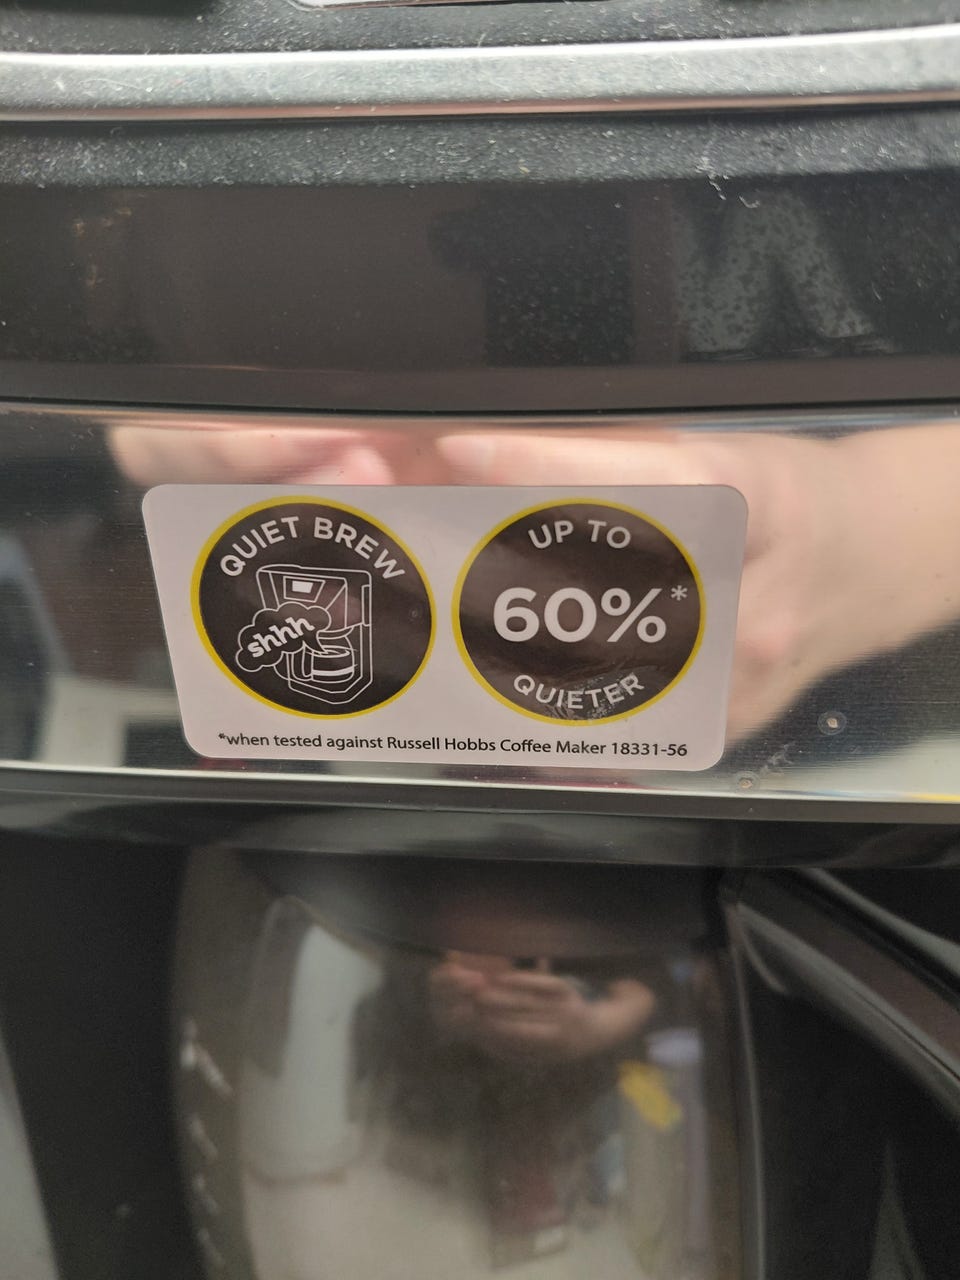 QUIET BREW
shhh
UP TO
60%*
QUIETER
*when tested against Russell Hobbs Coffee Maker 18331-56